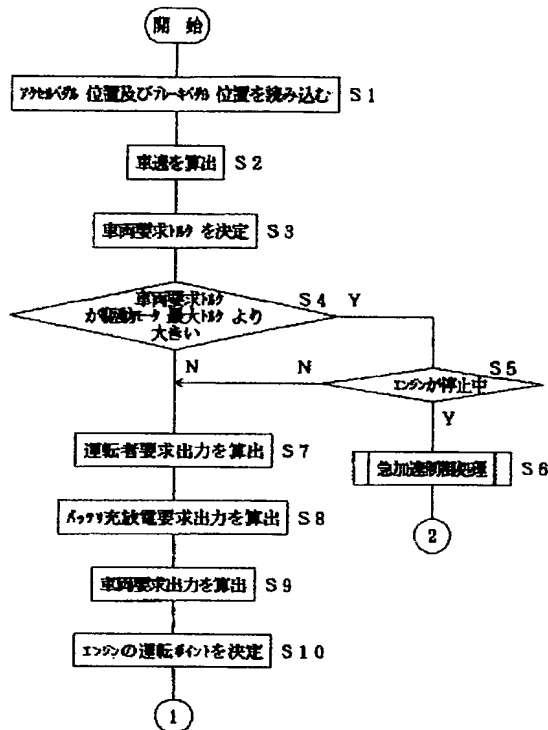 開 始
アクセルペダル 位置及びブレーキペダル 位置を読み込む S1
車速を算出 S2
車両要求トルク を決定 S3
S4 Y
車両要求トルク
が駆動モータ 最大トルク より
大きい
N N S5
エンジンが停止中
Y
運転者要求出力を算出 S7
急加速制御処理 S6
バッテリ充放電要求出力を算出 S8
2
車両要求出力を算出 S9
エンジンの運転ポイントを決定 S10
1